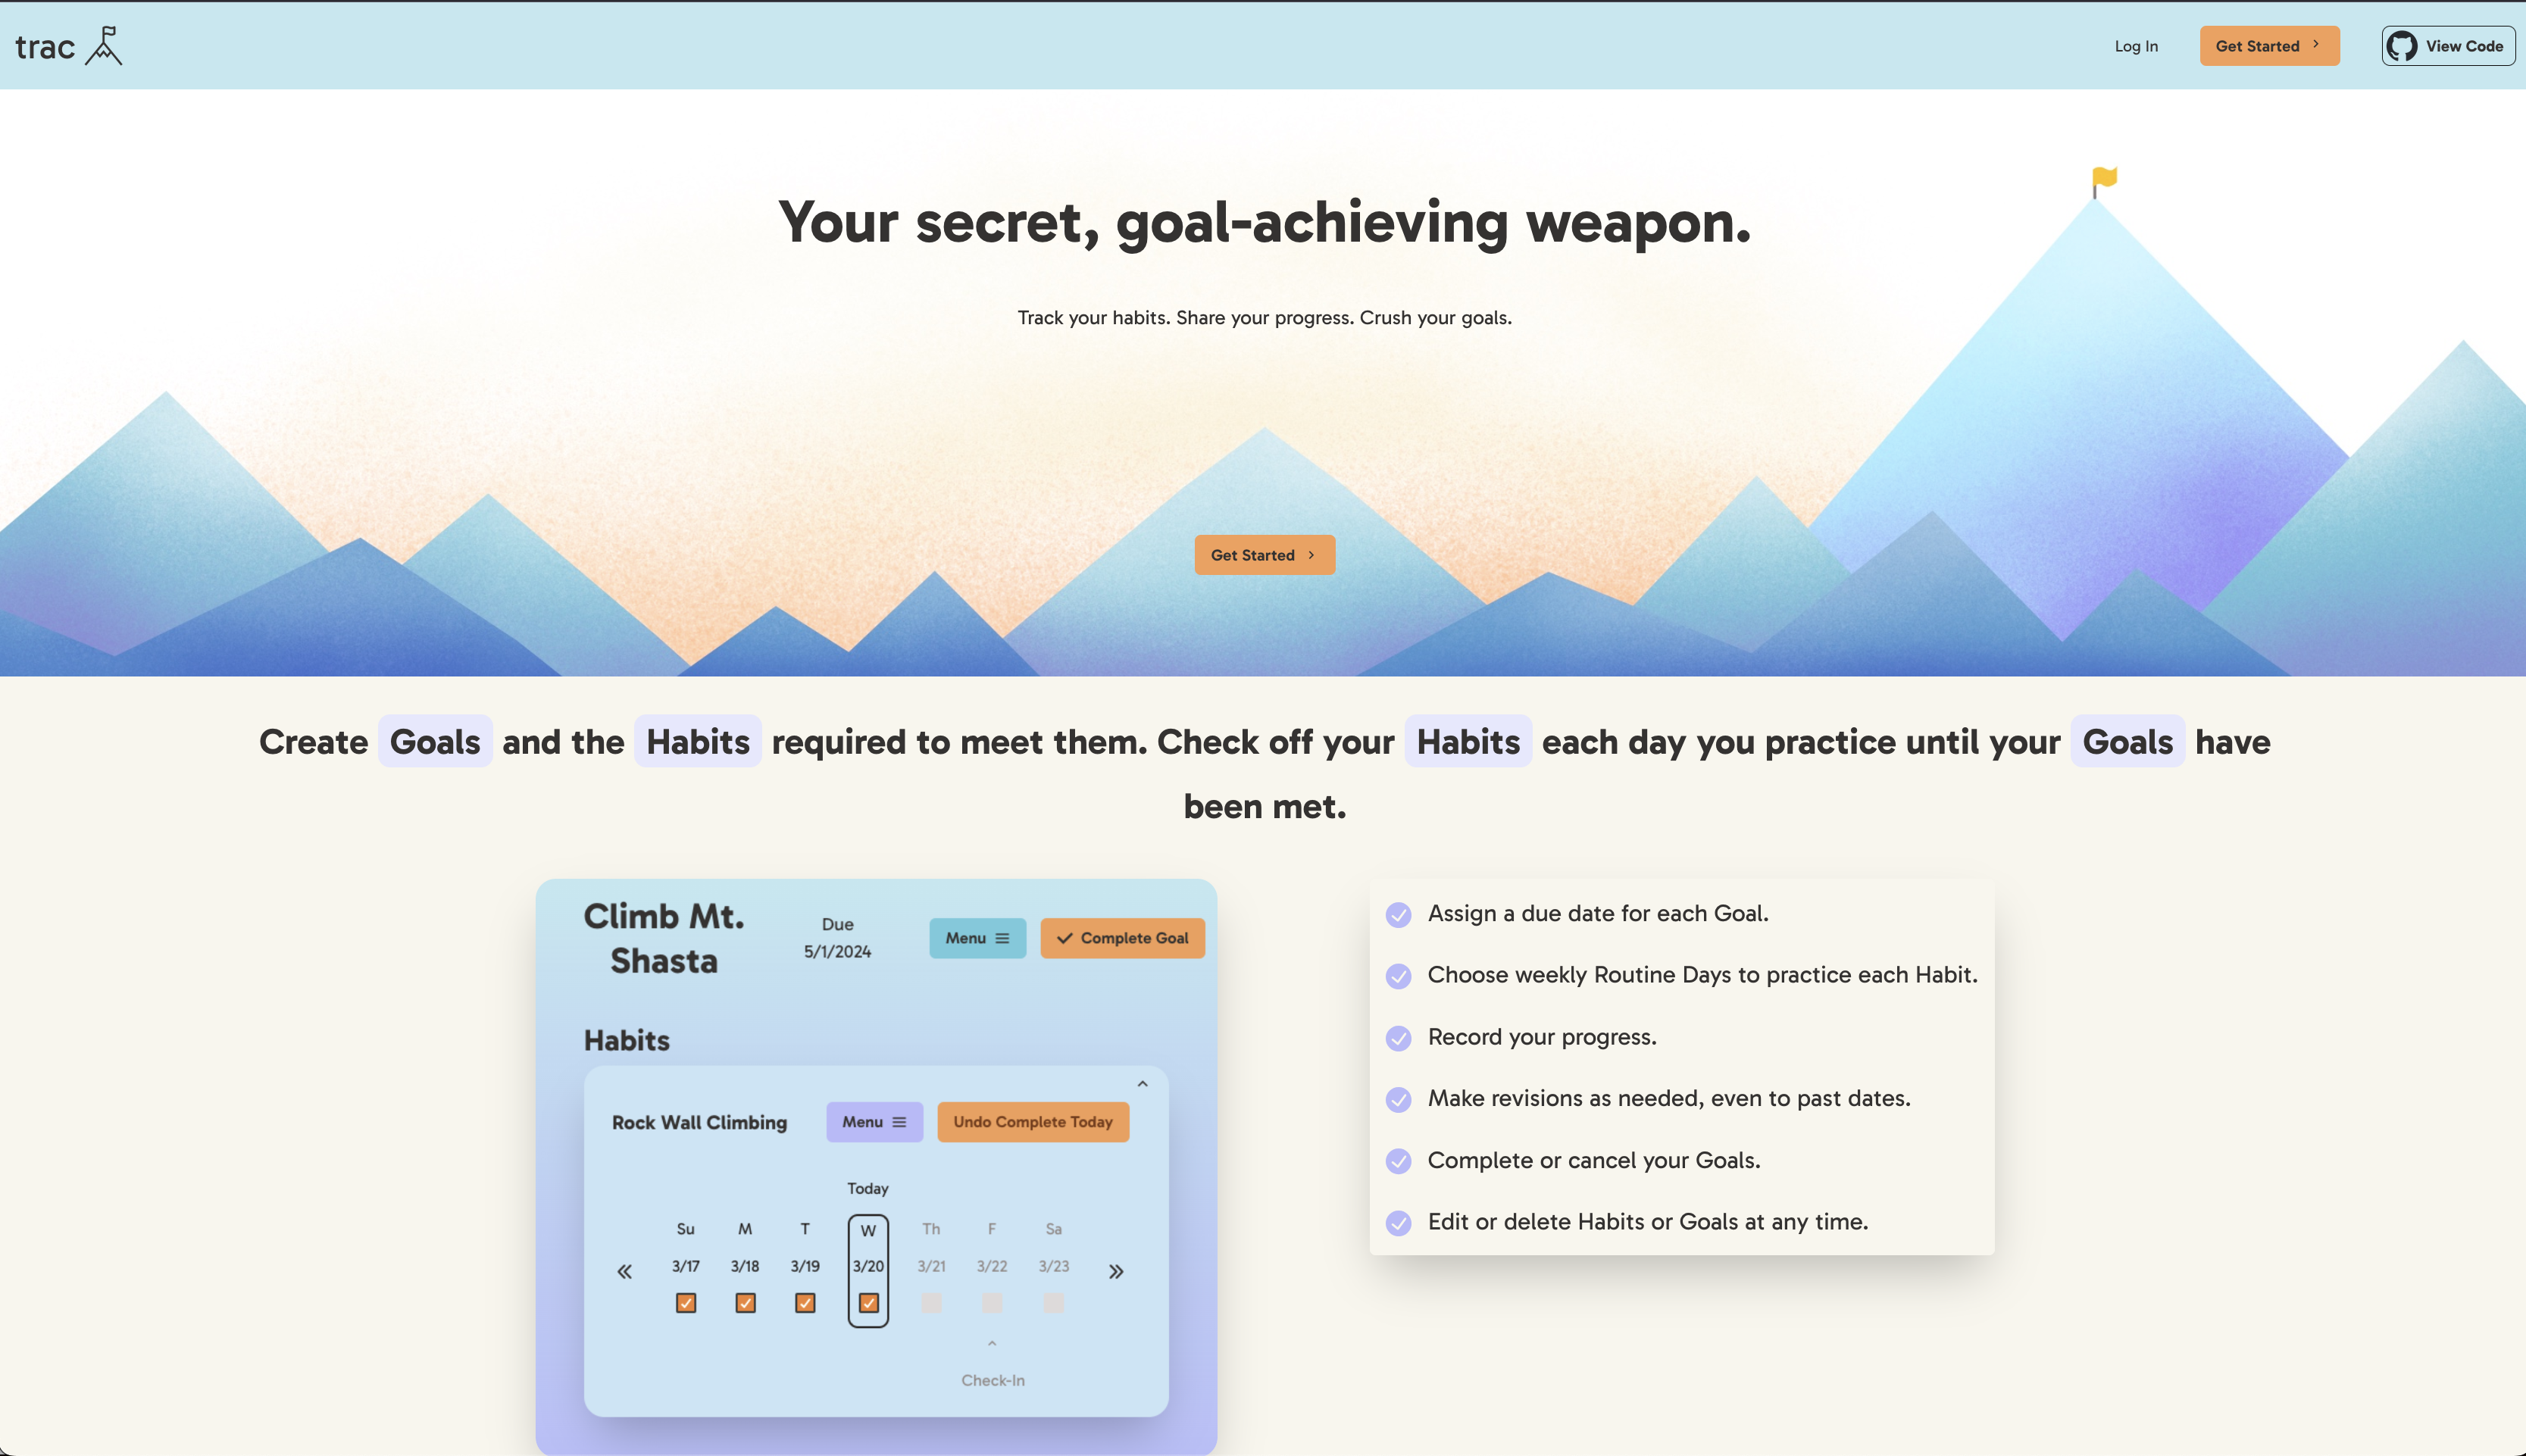 trac
Log In
Get Started
View Code
Your secret, goal-achieving weapon.
Track your habits. Share your progress. Crush your goals.
Get Started
Create Goals and the Habits required to meet them. Check off your Habits each day you practice until your Goals have
been met.
Climb Mt.
Shasta
Due
5/1/2024
Menu
Complete Goal
Habits
Rock Wall Climbing
Menu
Undo Complete Today
Today
Su M T W Th F Sa
3/17 3/18 3/19 3/20 3/21 3/22 3/23
Check-In
Assign a due date for each Goal.
Choose weekly Routine Days to practice each Habit.
Record your progress.
Make revisions as needed, even to past dates.
Complete or cancel your Goals.
Edit or delete Habits or Goals at any time.